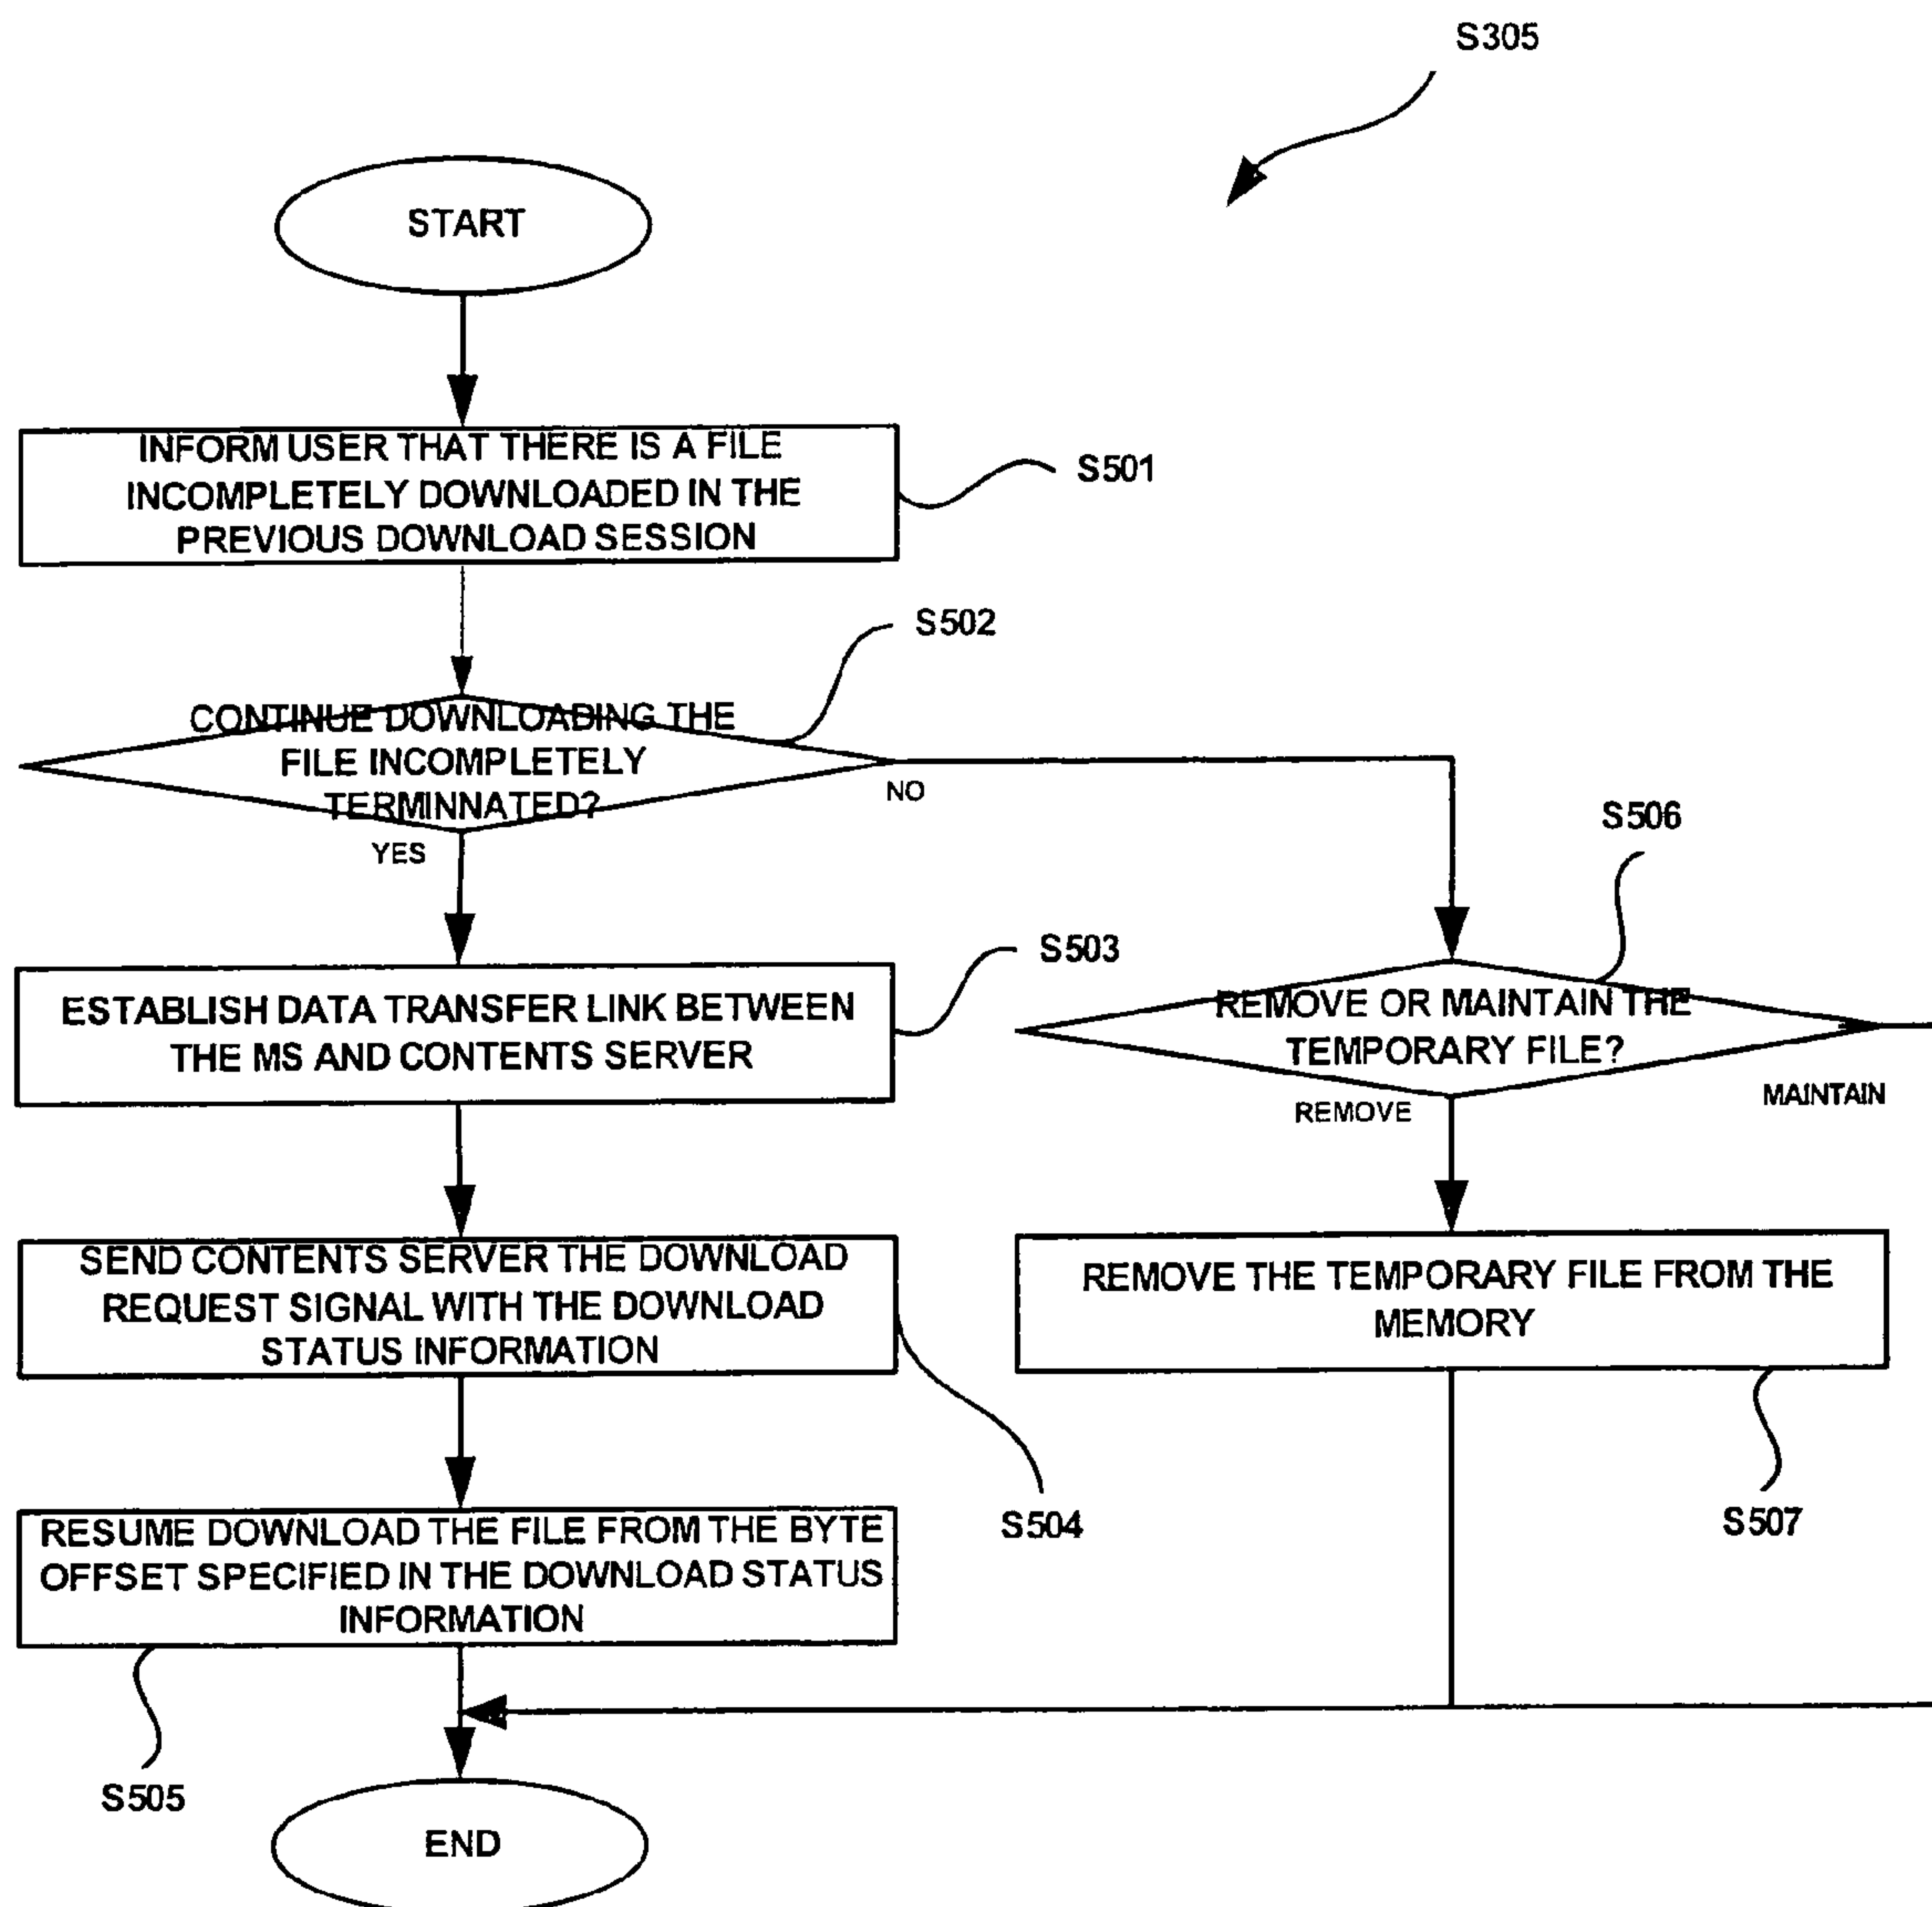 S305
START
INFORM USER THAT THERE IS A FILE
INCOMPLETELY DOWNLOADED IN THE
PREVIOUS DOWNLOAD SESSION
S501
S502
CONTINUE DOWNLOADING THE
FILE INCOMPLETELY
TERMINNATED?
NO
YES
S506
S503
ESTABLISH DATA TRANSFER LINK BETWEEN
THE MS AND CONTENTS SERVER
REMOVE OR MAINTAIN THE
TEMPORARY FILE?
MAINTAIN
REMOVE
SEND CONTENTS SERVER THE DOWNLOAD
REQUEST SIGNAL WITH THE DOWNLOAD
STATUS INFORMATION
REMOVE THE TEMPORARY FILE FROM THE
MEMORY
S504
S507
RESUME DOWNLOAD THE FILE FROM THE BYTE
OFFSET SPECIFIED IN THE DOWNLOAD STATUS
INFORMATION
S505
END